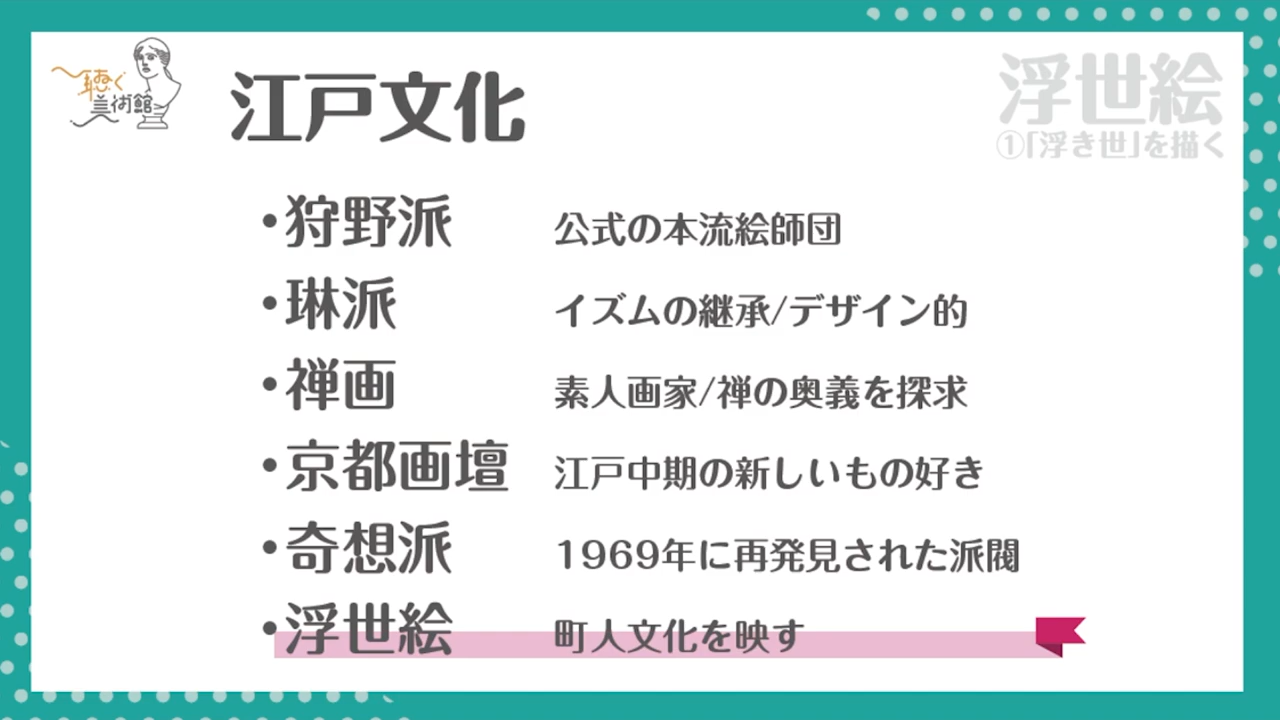 聴く
美術館
江戸文化
浮世絵
①「浮き世」を描く
•狩野派 公式の本流絵師団
•琳派 イズムの継承/デザイン的
•禅画 素人画家/禅の奥義を探求
•京都画壇 江戸中期の新しいもの好き
•奇想派 1969年に再発見された派閥
•浮世絵 町人文化を映す